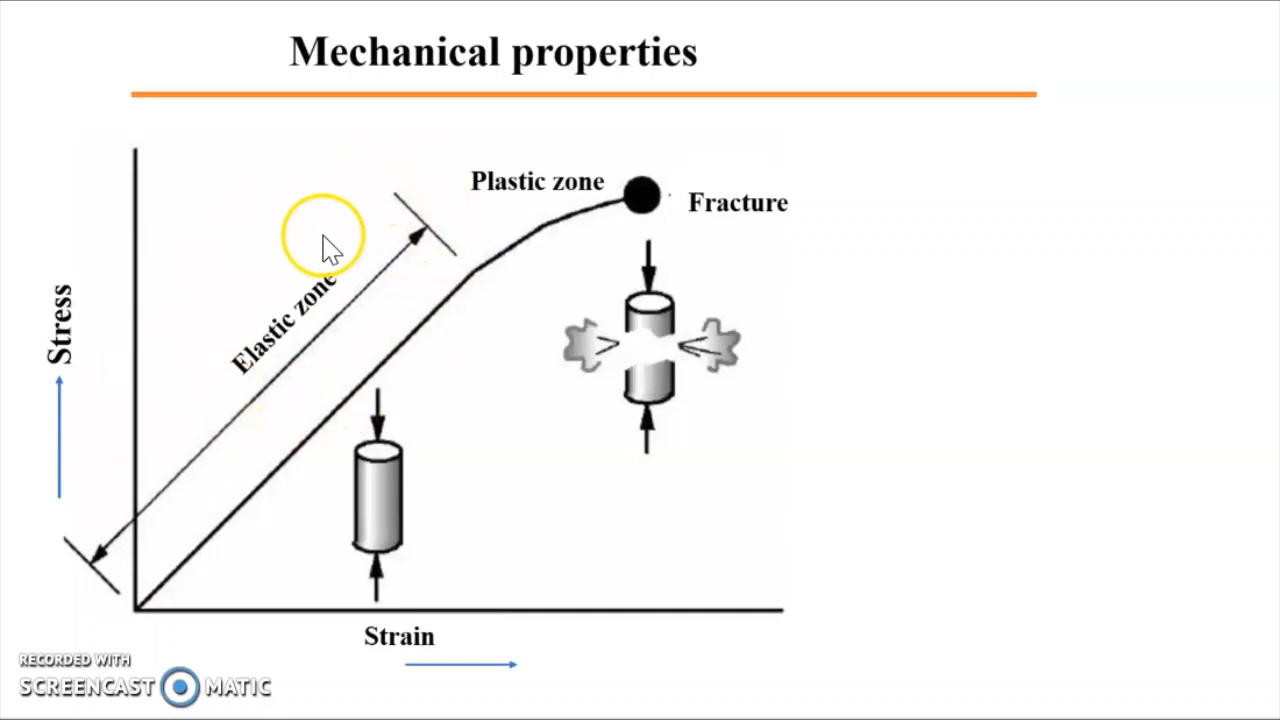 Mechanical properties
Plastic zone
Fracture
Elastic zone
Stress
Strain
RECORDED WITH
SCREENCAST MATIC